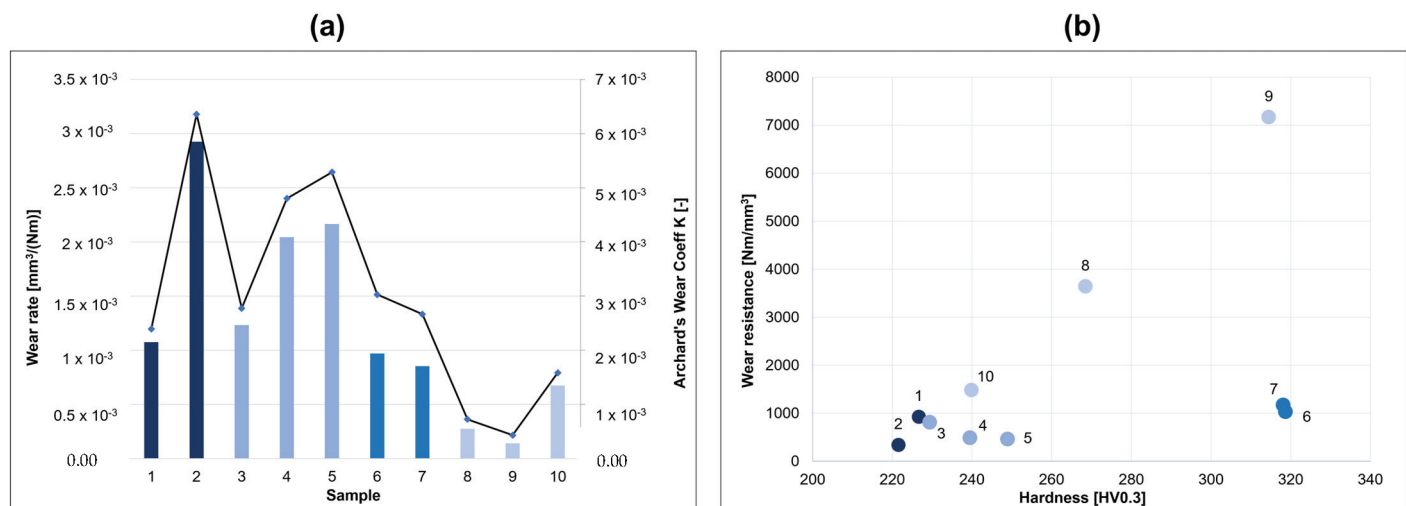 (a)
3.5 x 10⁻³
3 x 10⁻³
2.5 x 10⁻³
2 x 10⁻³
1.5 x 10⁻³
1 x 10⁻³
0.5 x 10⁻³
0.00
Wear rate [mm³/(Nm)]
7 x 10⁻³
6 x 10⁻³
5 x 10⁻³
4 x 10⁻³
3 x 10⁻³
2 x 10⁻³
1 x 10⁻³
0.00
Archard's Wear Coeff K [-]
1 2 3 4 5 6 7 8 9 10
Sample
(b)
8000
7000
6000
5000
4000
3000
2000
1000
0
Wear resistance [Nm/mm³]
9
8
10
1
2
3
4
5
7
6
200 220 240 260 280 300 320 340
Hardness [HV0.3]